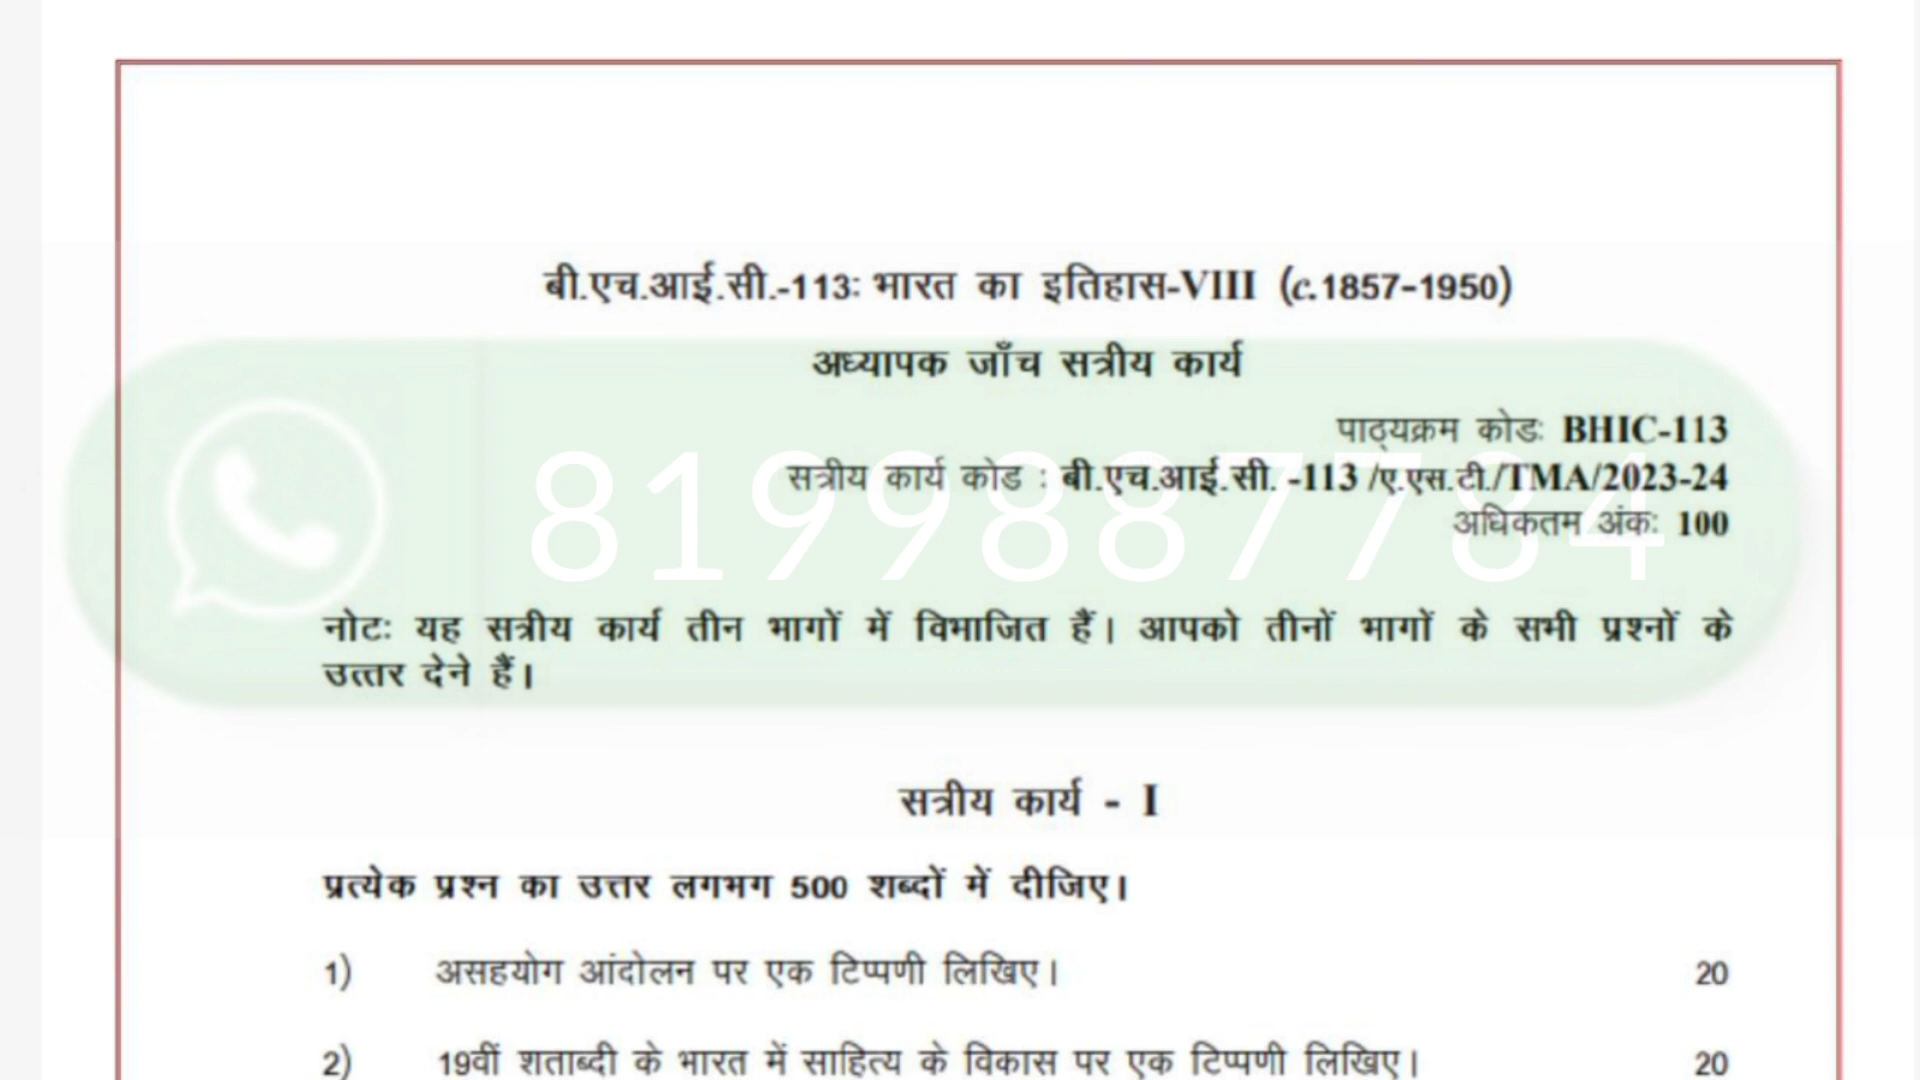 बी.एच.आई.सी.-113: भारत का इतिहास-VIII (c.1857-1950)
अध्यापक जाँच सत्रीय कार्य
पाठ्यक्रम कोड: BHIC-113
सत्रीय कार्य कोड : बी.एच.आई.सी. -113 /ए.एस.टी./TMA/2023-24
अधिकतम अंक: 100
8199887784
नोट: यह सत्रीय कार्य तीन भागों में विभाजित हैं। आपको तीनों भागों के सभी प्रश्नों के
उत्तर देने हैं।
सत्रीय कार्य - I
प्रत्येक प्रश्न का उत्तर लगभग 500 शब्दों में दीजिए।
1) असहयोग आंदोलन पर एक टिप्पणी लिखिए। 20
2) 19वीं शताब्दी के भारत में साहित्य के विकास पर एक टिप्पणी लिखिए। 20